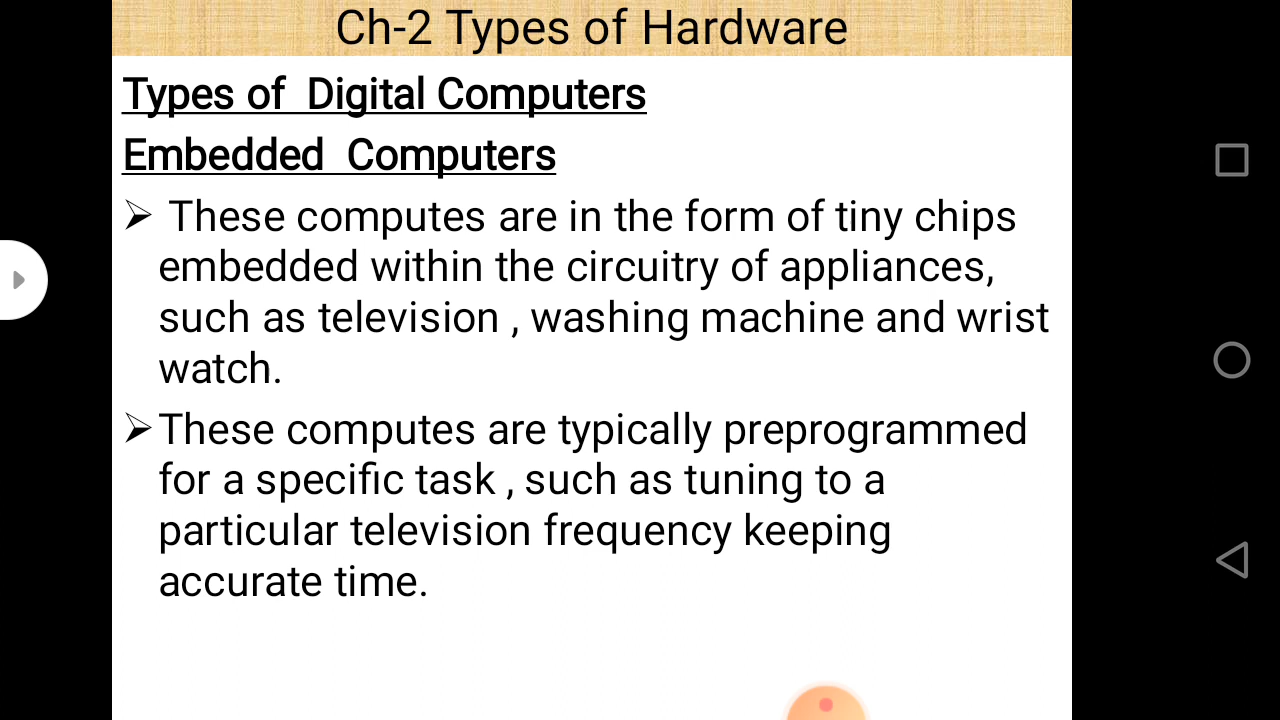 Ch-2 Types of Hardware
Types of  Digital Computers
Embedded  Computers
➢ These computes are in the form of tiny chips
embedded within the circuitry of appliances,
such as television , washing machine and wrist
watch.
➢These computes are typically preprogrammed
for a specific task , such as tuning to a
particular television frequency keeping
accurate time.